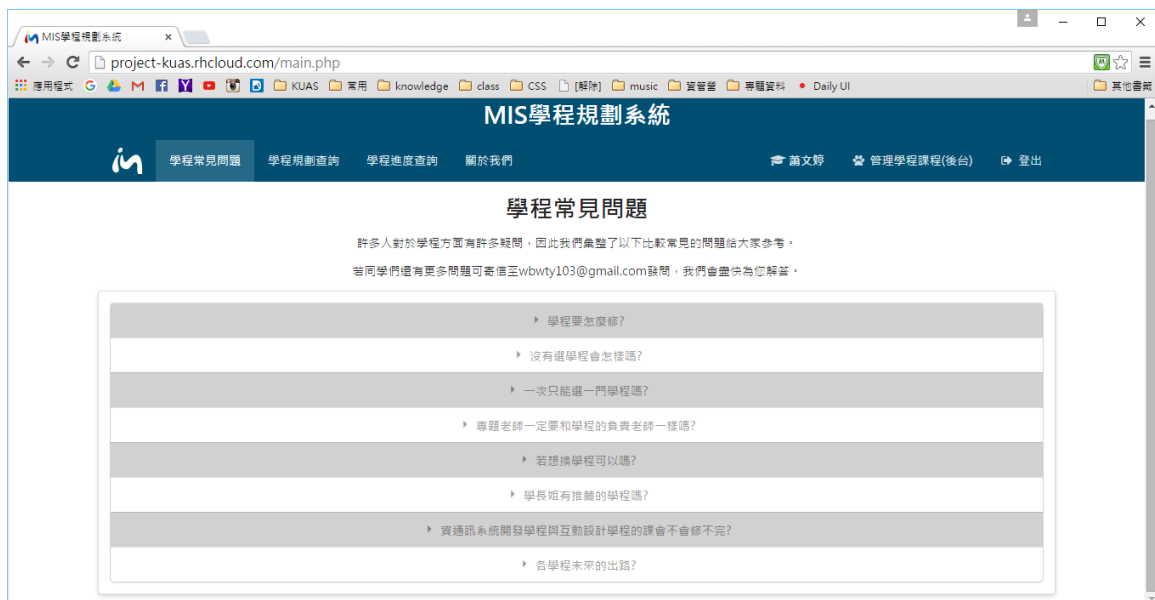 MIS學程規劃系統
project-kuas.rhcloud.com/main.php
應用程式 KUAS 常用 knowledge class CSS [解除] music 資管營 專題資料 Daily UI 其他書籤
MIS學程規劃系統
學程常見問題 學程規劃查詢 學程進度查詢 關於我們 蕭文婷 管理學程課程(後台) 登出
學程常見問題
許多人對於學程方面有許多疑問，因此我們彙整了以下比較常見的問題給大家參考。
若同學們還有更多問題可寄信至wbwty103@gmail.com發問，我們會盡快為您解答。
學程要怎麼修?
沒有選學程會怎樣嗎?
一次只能選一門學程嗎?
專題老師一定要和學程的負責老師一樣嗎?
若想換學程可以嗎?
學長姐有推薦的學程嗎?
資通訊系統開發學程與互動設計學程的課會不會修不完?
各學程未來的出路?